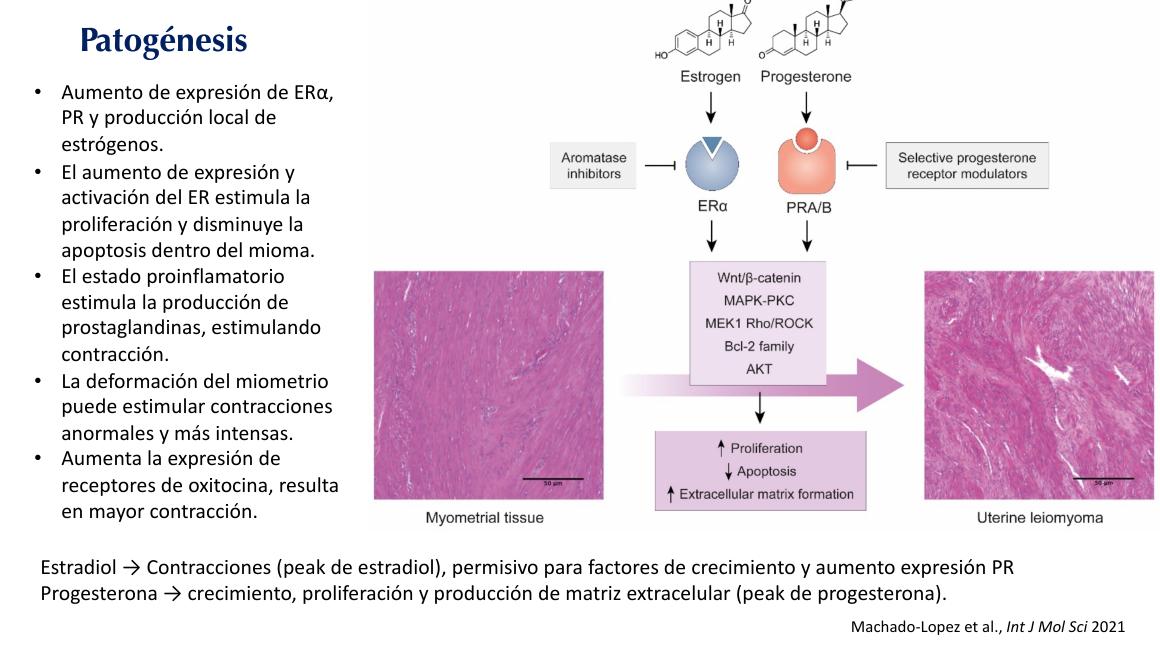 Patogénesis
• Aumento de expresión de ERα,
PR y producción local de
estrógenos.
• El aumento de expresión y
activación del ER estimula la
proliferación y disminuye la
apoptosis dentro del mioma.
• El estado proinflamatorio
estimula la producción de
prostaglandinas, estimulando
contracción.
• La deformación del miometrio
puede estimular contracciones
anormales y más intensas.
• Aumenta la expresión de
receptores de oxitocina, resulta
en mayor contracción.
O
HO
H
H
H
Estrogen
O
H
H
H
Progesterone
Aromatase
inhibitors
Selective progesterone
receptor modulators
ERα
PRA/B
Wnt/β-catenin
MAPK-PKC
MEK1 Rho/ROCK
Bcl-2 family
AKT
↑ Proliferation
↓ Apoptosis
↑ Extracellular matrix formation
50 µm
Myometrial tissue
50 µm
Uterine leiomyoma
Estradiol → Contracciones (peak de estradiol), permisivo para factores de crecimiento y aumento expresión PR
Progesterona → crecimiento, proliferación y producción de matriz extracelular (peak de progesterona).
Machado-Lopez et al., Int J Mol Sci 2021